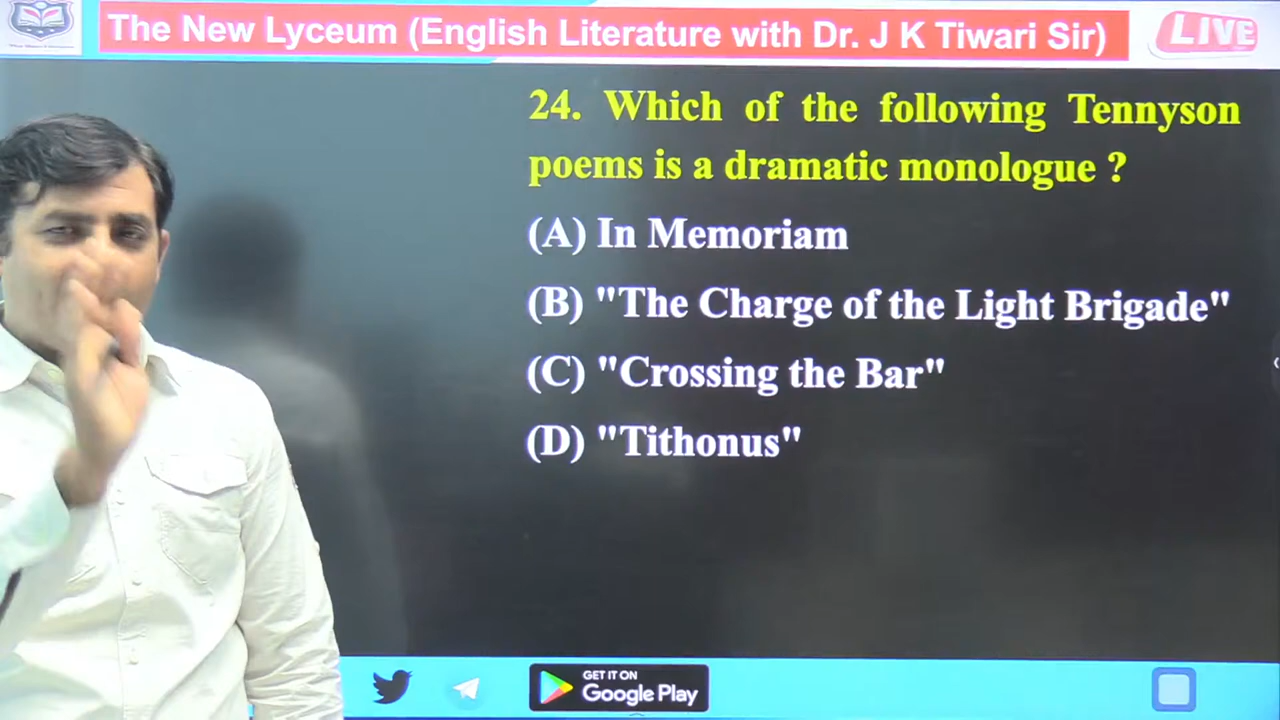 The New Lyceum (English Literature with Dr. J K Tiwari Sir)
LIVE
24. Which of the following Tennyson
poems is a dramatic monologue ?
(A) In Memoriam
(B) "The Charge of the Light Brigade"
(C) "Crossing the Bar"
(D) "Tithonus"
GET IT ON
Google Play